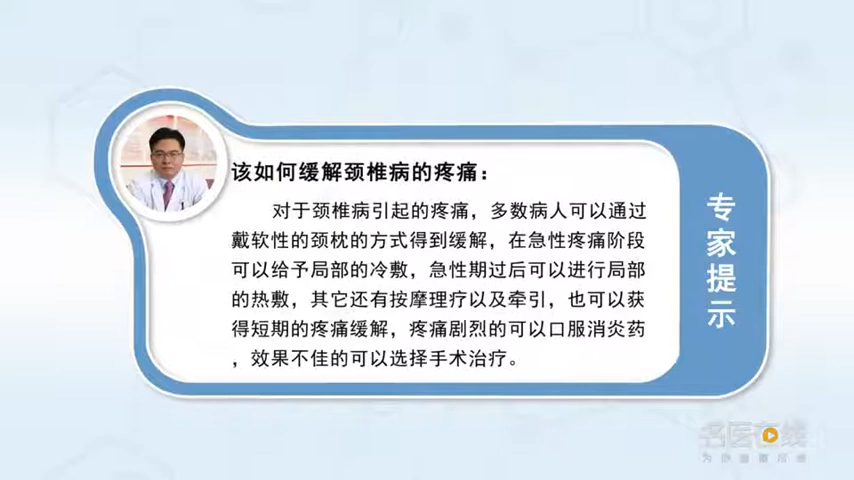 该如何缓解颈椎病的疼痛：
对于颈椎病引起的疼痛，多数病人可以通过
戴软性的颈枕的方式得到缓解，在急性疼痛阶段
可以给予局部的冷敷，急性期过后可以进行局部
的热敷，其它还有按摩理疗以及牵引，也可以获
得短期的疼痛缓解，疼痛剧烈的可以口服消炎药
，效果不佳的可以选择手术治疗。
专家提示
名医在线